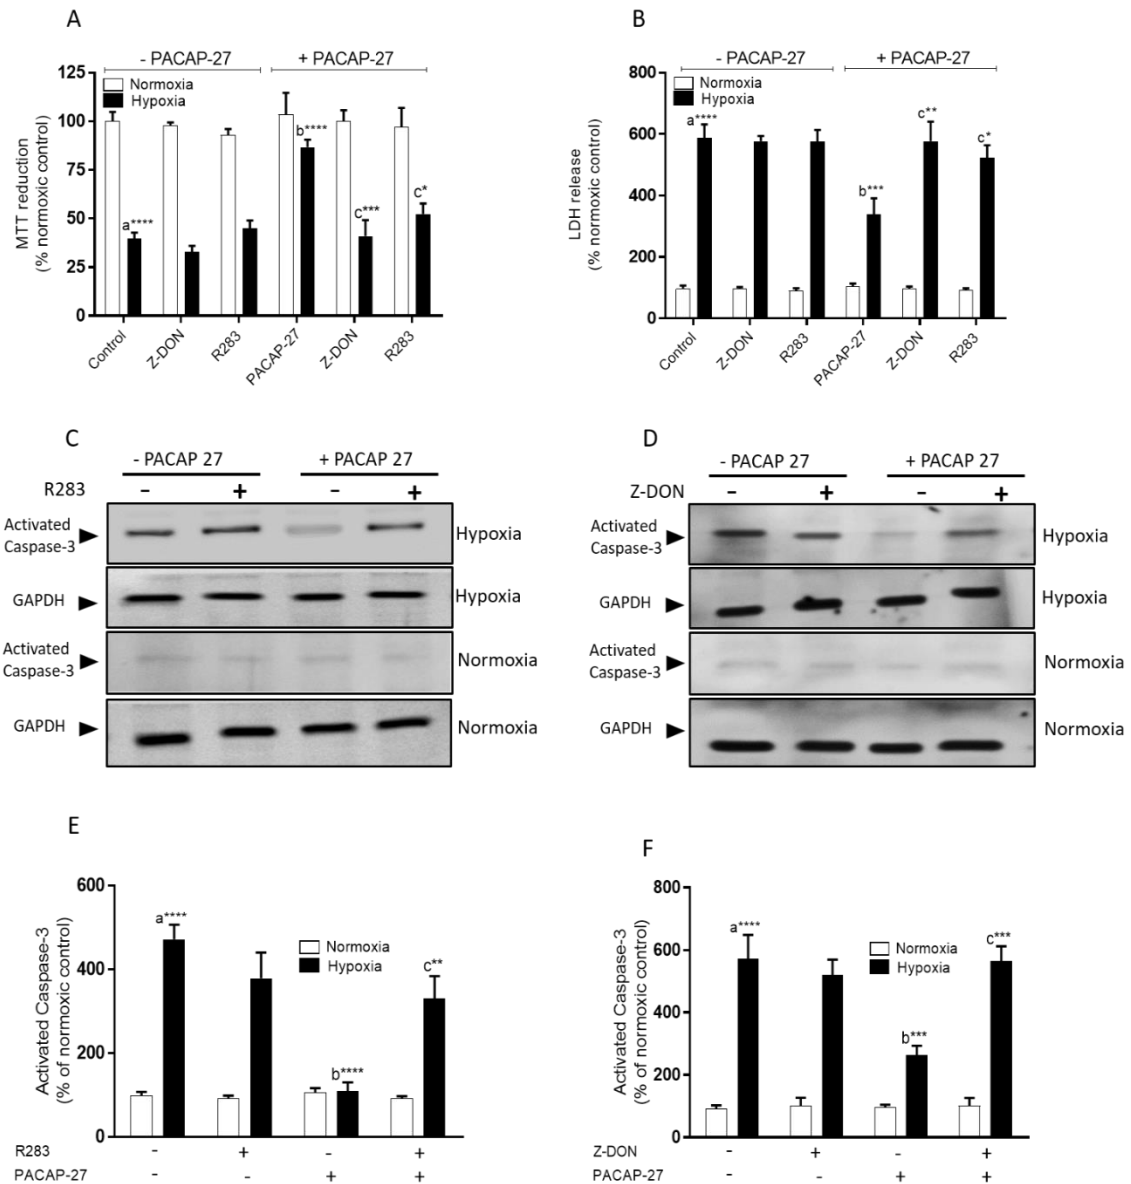 A
- PACAP-27
+ PACAP-27
Normoxia
Hypoxia
MTT reduction
(% normoxic control)
125
100
75
50
25
0
a****
b****
c***
c*
Control
Z-DON
R283
PACAP-27
Z-DON
R283
B
- PACAP-27
+ PACAP-27
Normoxia
Hypoxia
LDH release
(% normoxic control)
800
600
400
200
0
a****
b***
c**
c*
Control
Z-DON
R283
PACAP-27
Z-DON
R283
C
- PACAP 27
+ PACAP 27
R283 - + - +
Activated
Caspase-3
Hypoxia
GAPDH
Hypoxia
Activated
Caspase-3
Normoxia
GAPDH
Normoxia
D
- PACAP 27
+ PACAP 27
Z-DON - + - +
Activated
Caspase-3
Hypoxia
GAPDH
Hypoxia
Activated
Caspase-3
Normoxia
GAPDH
Normoxia
E
Activated Caspase-3
(% of normoxic control)
600
400
200
0
a****
b****
c**
Normoxia
Hypoxia
R283 - + - +
PACAP-27 - - + +
F
Activated Caspase-3
(% of normoxic control)
800
600
400
200
0
a****
b***
c***
Normoxia
Hypoxia
Z-DON - + - +
PACAP-27 - - + +